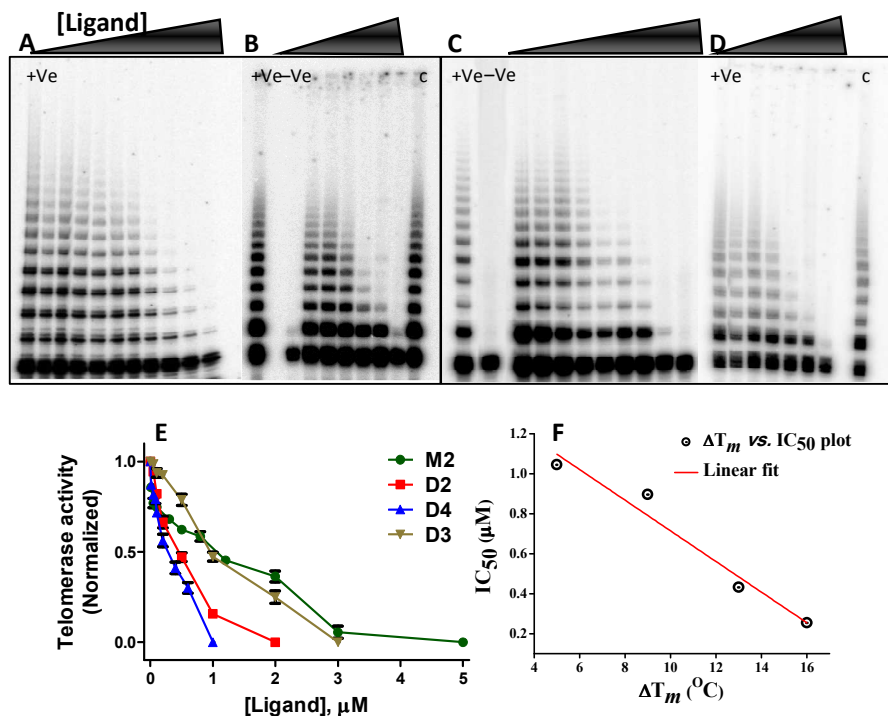 [Ligand]
A
B
C
D
+Ve
+Ve
–Ve
c
+Ve
–Ve
+Ve
c
E
Telomerase activity
(Normalized)
1.0
0.5
0.0
0
1
2
3
4
5
[Ligand], µM
M2
D2
D4
D3
F
IC50 (µM)
1.2
1.0
0.8
0.6
0.4
0.2
4
6
8
10
12
14
16
ΔTm (OC)
ΔTm vs. IC50 plot
Linear fit